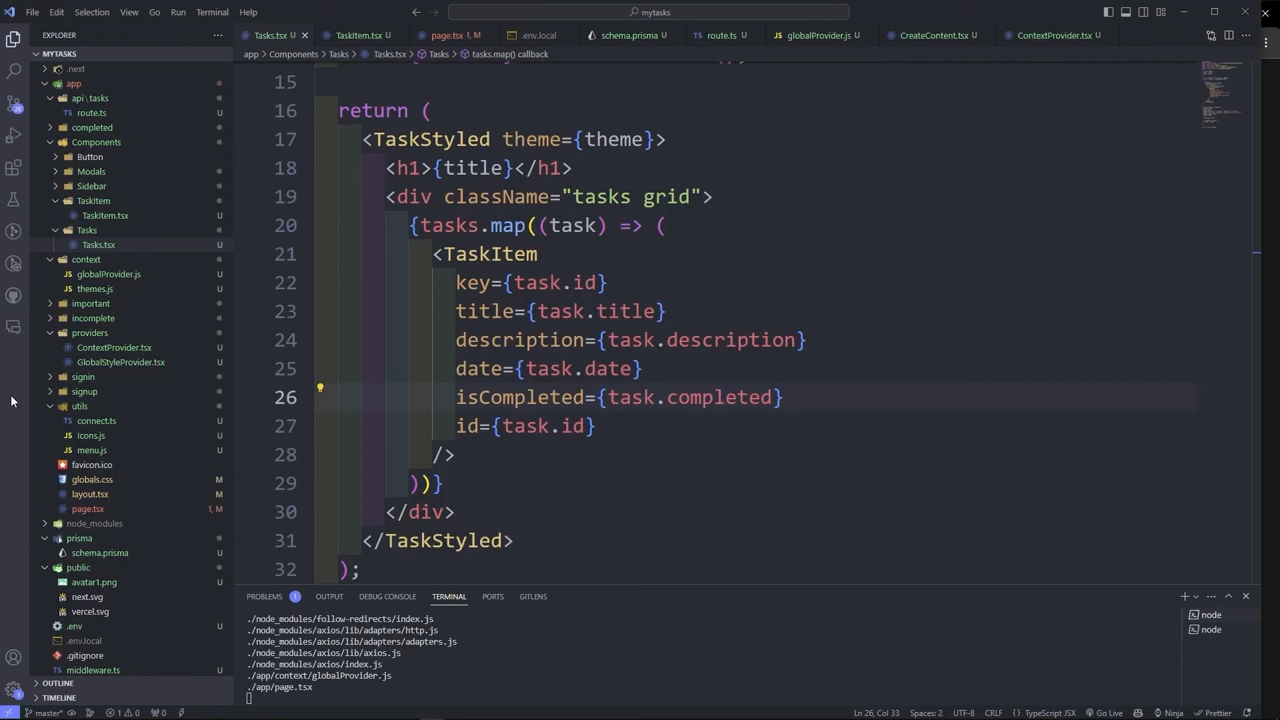 File Edit Selection View Go Run Terminal Help
mytasks
EXPLORER
Tasks.tsx U
TaskItem.tsx U
page.tsx 1, M
.env.local
schema.prisma U
route.ts U
globalProvider.js U
CreateContent.tsx U
ContextProvider.tsx U
MYTASKS
app > Components > Tasks > Tasks.tsx > Tasks > tasks.map() callback
.next
app
api \ tasks
route.ts U
completed
Components
Button
Modals
Sidebar
TaskItem
TaskItem.tsx U
Tasks
Tasks.tsx U
context
globalProvider.js U
themes.js U
important
incomplete
providers
ContextProvider.tsx U
GlobalStyleProvider.tsx U
signin
signup
utils
connect.ts U
Icons.js U
menu.js U
favicon.ico
globals.css M
layout.tsx M
page.tsx 1, M
node_modules
prisma
schema.prisma U
public
avatar1.png U
next.svg
vercel.svg
.env U
.env.local
.gitignore
middleware.ts U
OUTLINE
TIMELINE
15
16 return (
17 <TaskStyled theme={theme}>
18 <h1>{title}</h1>
19 <div className="tasks grid">
20 {tasks.map((task) => (
21 <TaskItem
22 key={task.id}
23 title={task.title}
24 description={task.description}
25 date={task.date}
26 isCompleted={task.completed}
27 id={task.id}
28 />
29 ))}
30 </div>
31 </TaskStyled>
32 );
PROBLEMS 1 OUTPUT DEBUG CONSOLE TERMINAL PORTS GITLENS
./node_modules/follow-redirects/index.js
./node_modules/axios/lib/adapters/http.js
./node_modules/axios/lib/adapters/adapters.js
./node_modules/axios/lib/axios.js
./node_modules/axios/index.js
./app/context/globalProvider.js
./app/page.tsx
node
node
master* 1 0 0 Ln 26, Col 33 Spaces: 2 UTF-8 CRLF TypeScript JSX Go Live Ninja Prettier